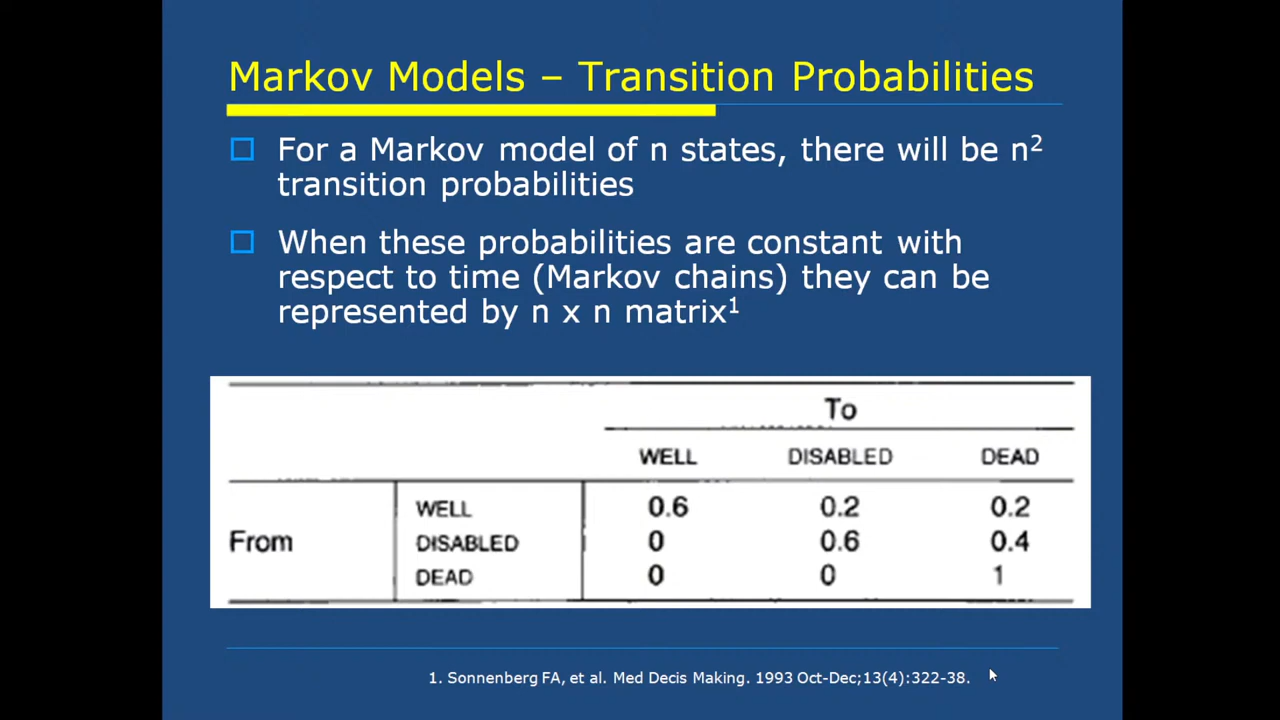 Markov Models – Transition Probabilities
For a Markov model of n states, there will be n²
transition probabilities
When these probabilities are constant with
respect to time (Markov chains) they can be
represented by n x n matrix¹
To
WELL DISABLED DEAD
WELL 0.6 0.2 0.2
From DISABLED 0 0.6 0.4
DEAD 0 0 1
1. Sonnenberg FA, et al. Med Decis Making. 1993 Oct-Dec;13(4):322-38.